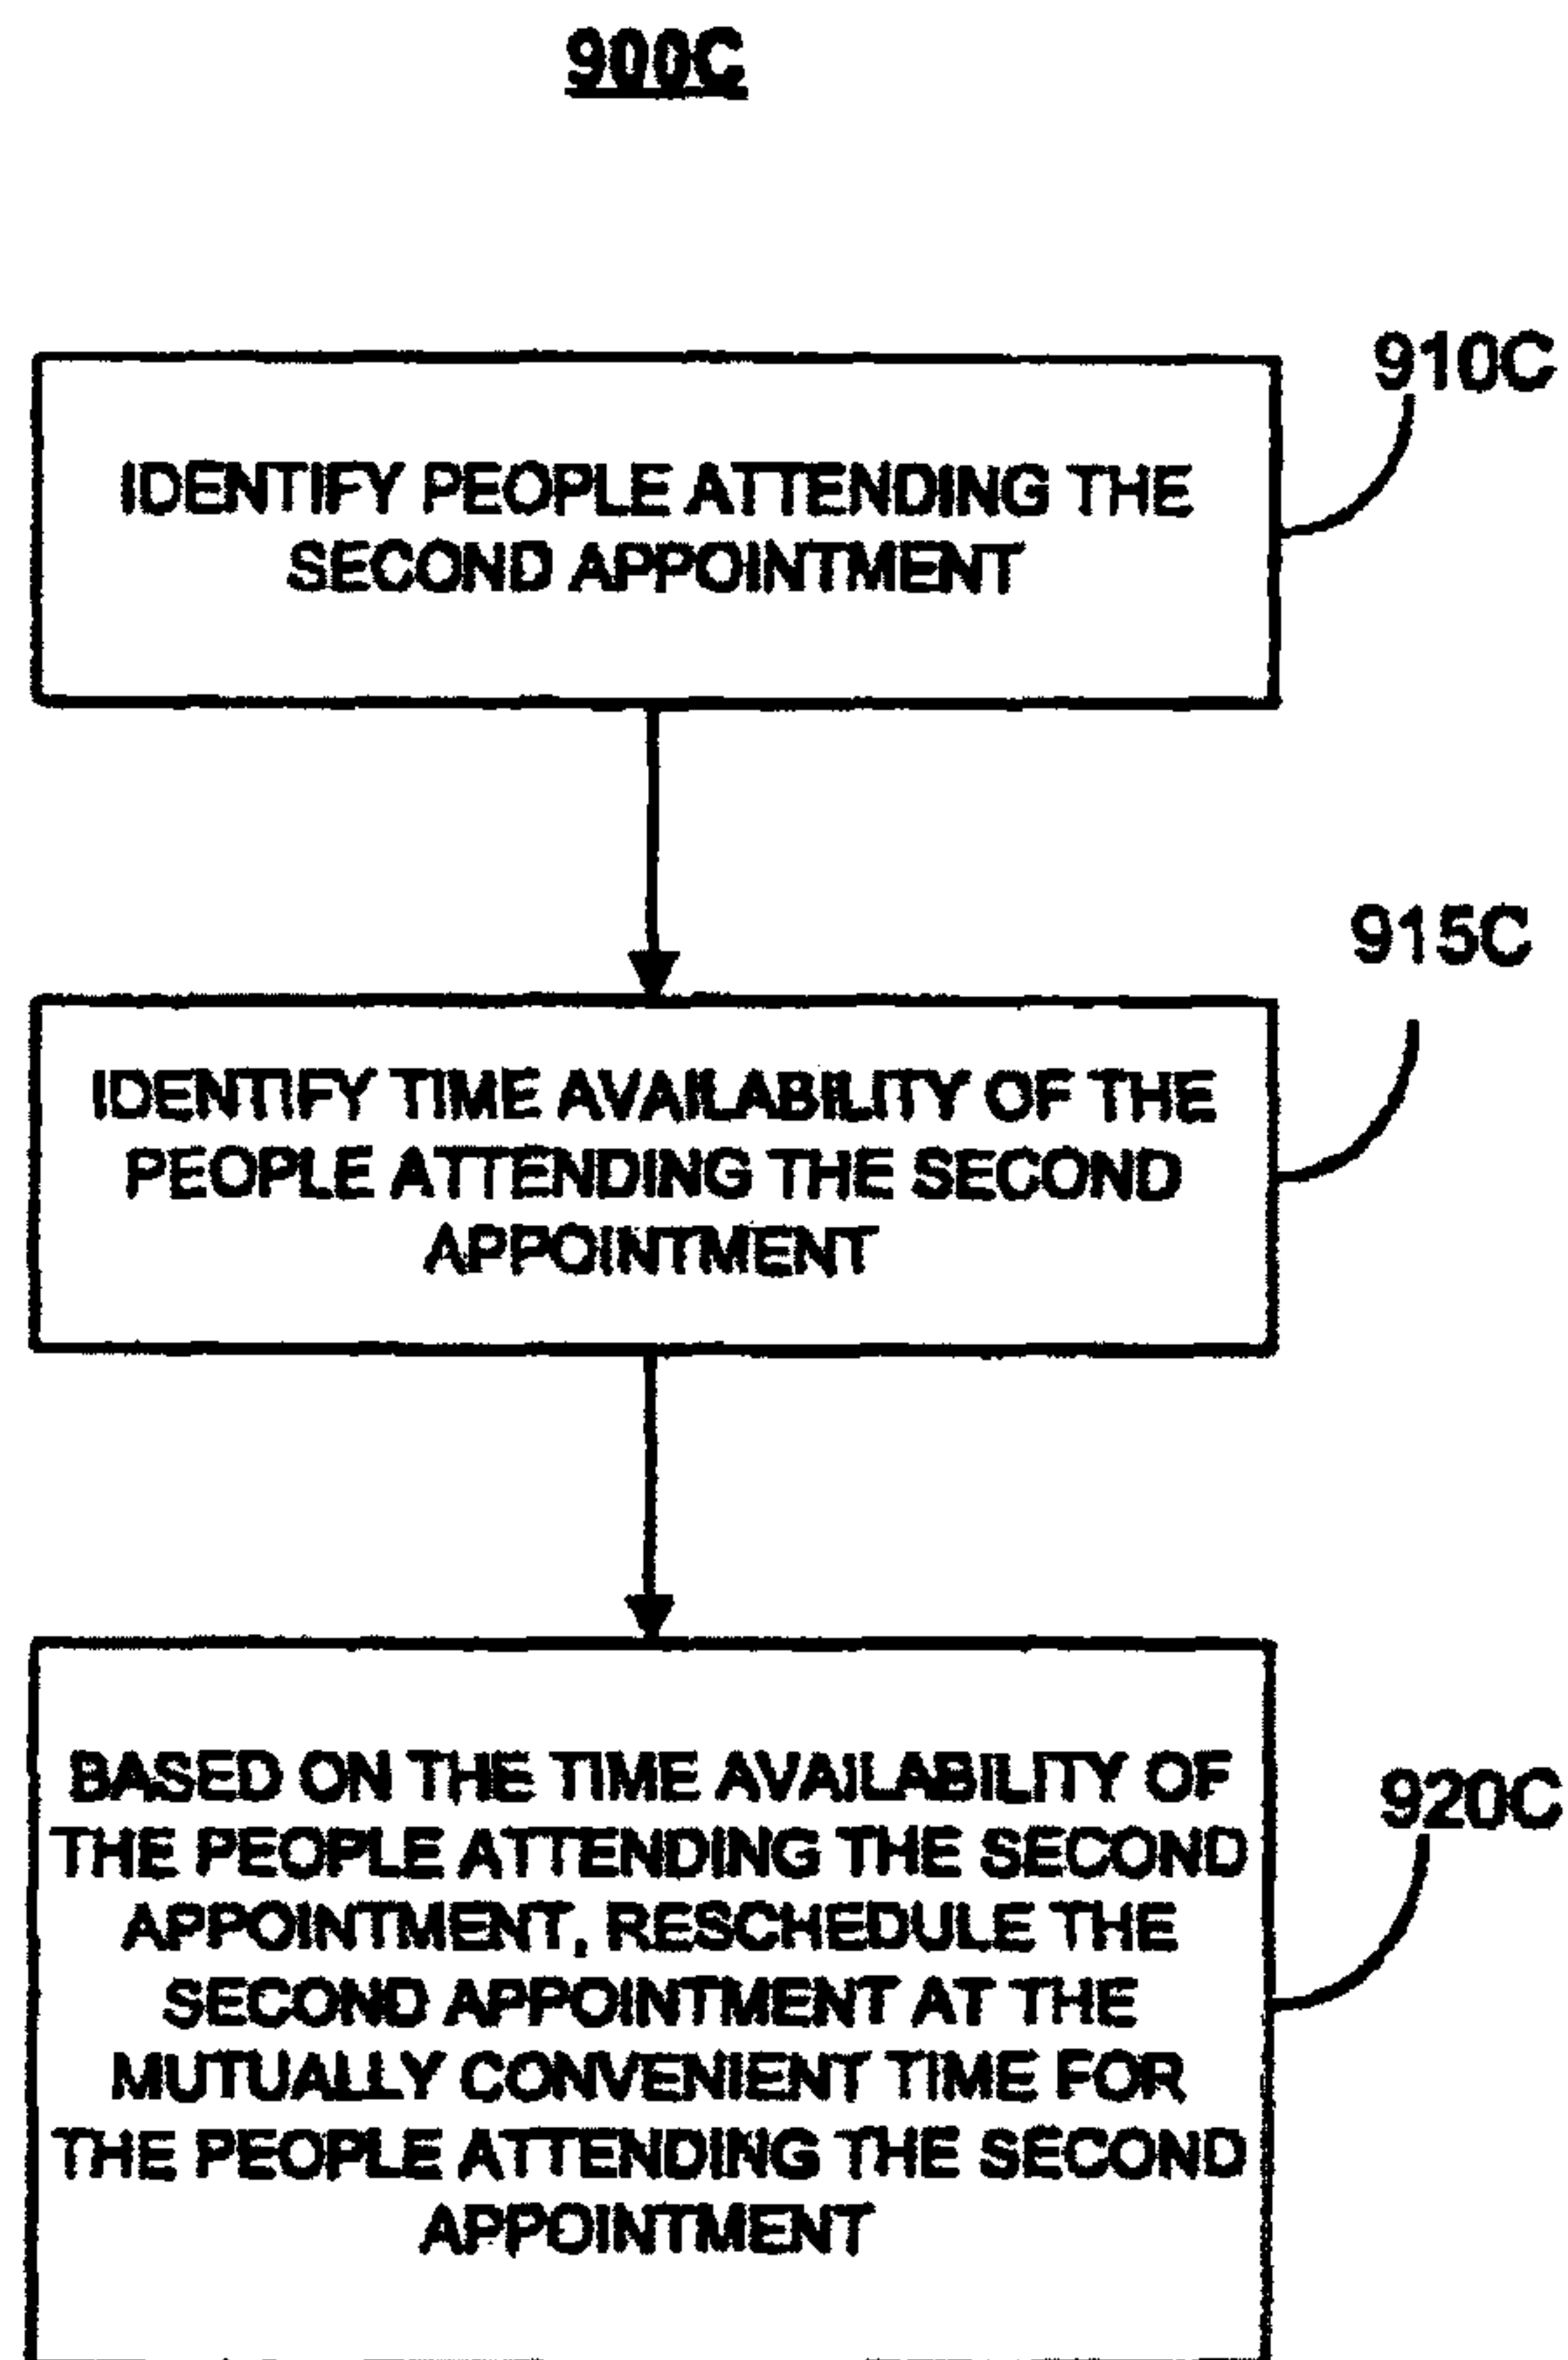 900C
910C
IDENTIFY PEOPLE ATTENDING THE
SECOND APPOINTMENT
915C
IDENTIFY TIME AVAILABILITY OF THE
PEOPLE ATTENDING THE SECOND
APPOINTMENT
920C
BASED ON THE TIME AVAILABILITY OF
THE PEOPLE ATTENDING THE SECOND
APPOINTMENT, RESCHEDULE THE
SECOND APPOINTMENT AT THE
MUTUALLY CONVENIENT TIME FOR
THE PEOPLE ATTENDING THE SECOND
APPOINTMENT